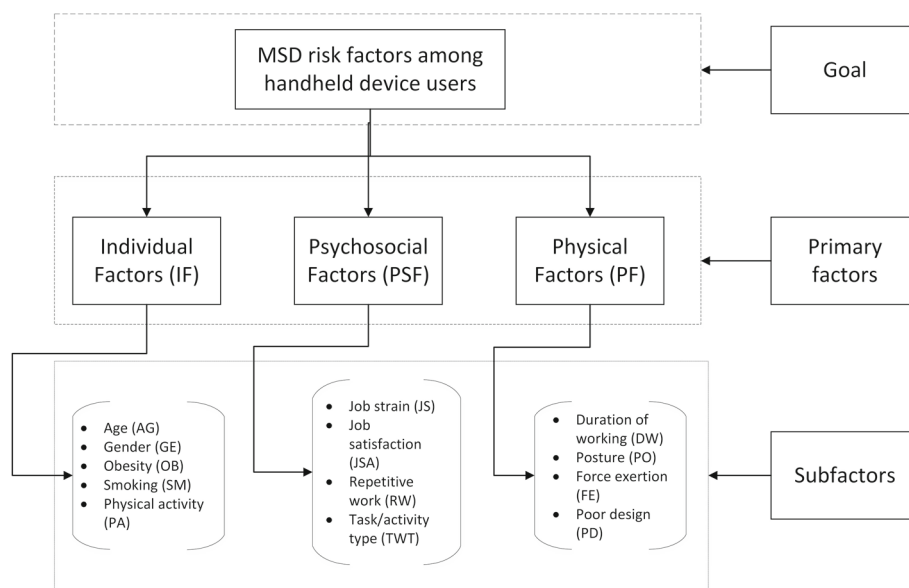 MSD risk factors among
handheld device users
Goal
Individual
Factors (IF)
Psychosocial
Factors (PSF)
Physical
Factors (PF)
Primary
factors
● Age (AG)
● Gender (GE)
● Obesity (OB)
● Smoking (SM)
● Physical activity
(PA)
● Job strain (JS)
● Job
satisfaction
(JSA)
● Repetitive
work (RW)
● Task/activity
type (TWT)
● Duration of
working (DW)
● Posture (PO)
● Force exertion
(FE)
● Poor design
(PD)
Subfactors